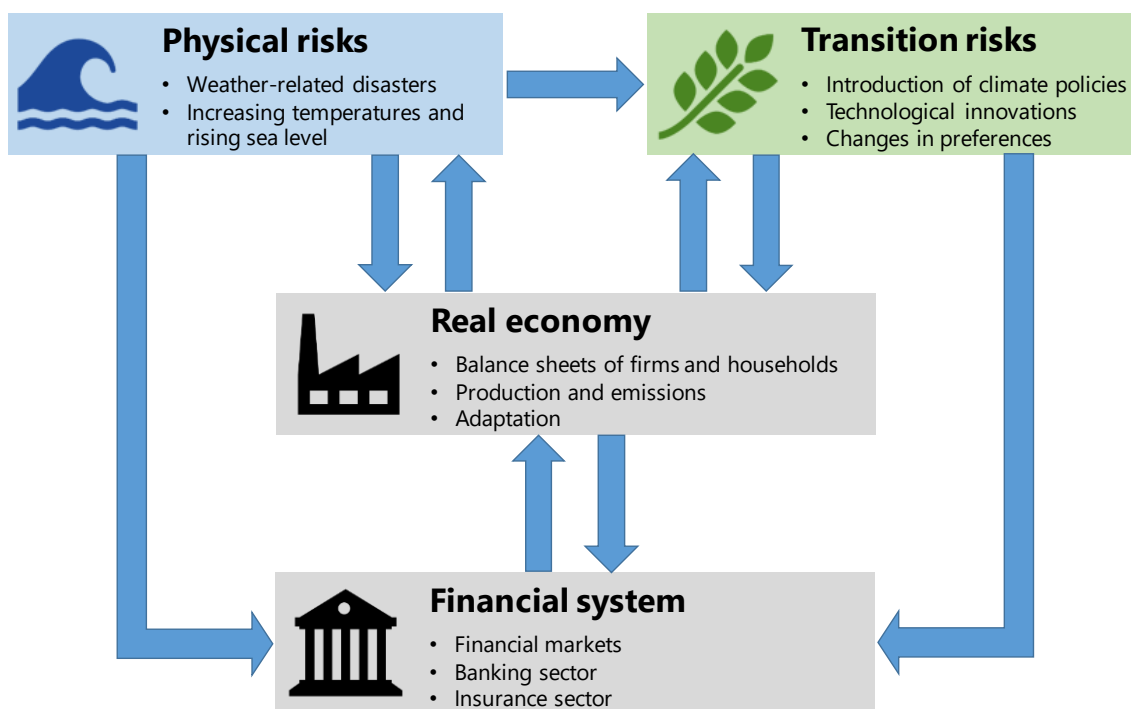 Physical risks
• Weather-related disasters
• Increasing temperatures and
rising sea level
Transition risks
• Introduction of climate policies
• Technological innovations
• Changes in preferences
Real economy
• Balance sheets of firms and households
• Production and emissions
• Adaptation
Financial system
• Financial markets
• Banking sector
• Insurance sector